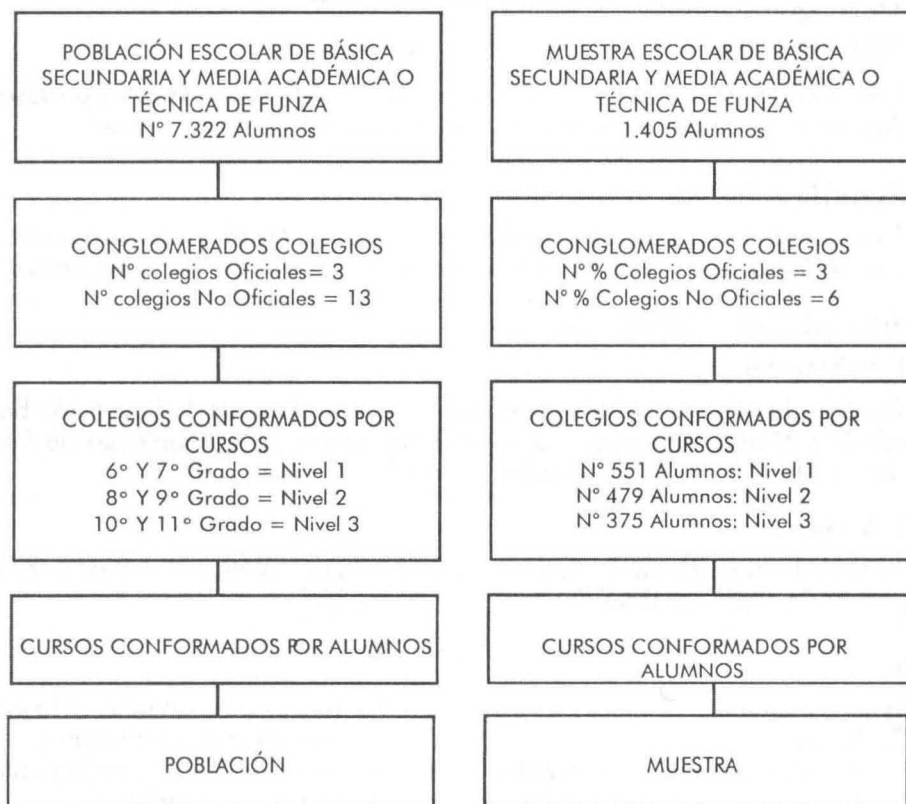 POBLACIÓN ESCOLAR DE BÁSICA
SECUNDARIA Y MEDIA ACADÉMICA O
TÉCNICA DE FUNZA
N° 7.322 Alumnos
CONGLOMERADOS COLEGIOS
N° colegios Oficiales= 3
N° colegios No Oficiales = 13
COLEGIOS CONFORMADOS POR
CURSOS
6° Y 7° Grado = Nivel 1
8° Y 9° Grado = Nivel 2
10° Y 11° Grado = Nivel 3
CURSOS CONFORMADOS POR ALUMNOS
POBLACIÓN
MUESTRA ESCOLAR DE BÁSICA
SECUNDARIA Y MEDIA ACADÉMICA O
TÉCNICA DE FUNZA
1.405 Alumnos
CONGLOMERADOS COLEGIOS
N° % Colegios Oficiales = 3
N° % Colegios No Oficiales =6
COLEGIOS CONFORMADOS POR
CURSOS
N° 551 Alumnos: Nivel 1
N° 479 Alumnos: Nivel 2
N° 375 Alumnos: Nivel 3
CURSOS CONFORMADOS POR
ALUMNOS
MUESTRA